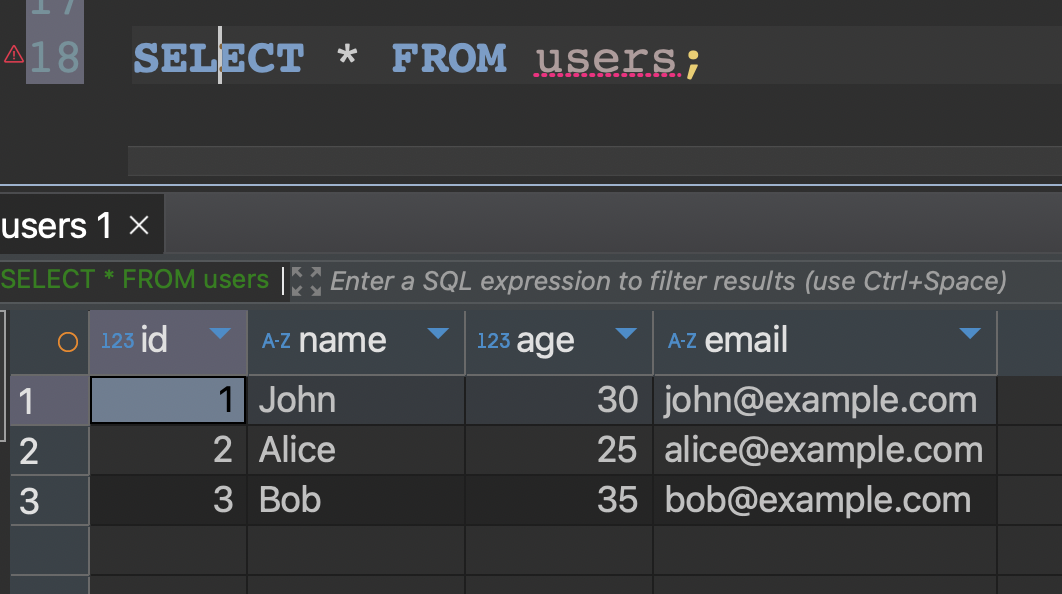 17
18 SELECT * FROM users;
users 1 ×
SELECT * FROM users Enter a SQL expression to filter results (use Ctrl+Space)
123 id A-Z name 123 age A-Z email
1 1 John 30 john@example.com
2 2 Alice 25 alice@example.com
3 3 Bob 35 bob@example.com